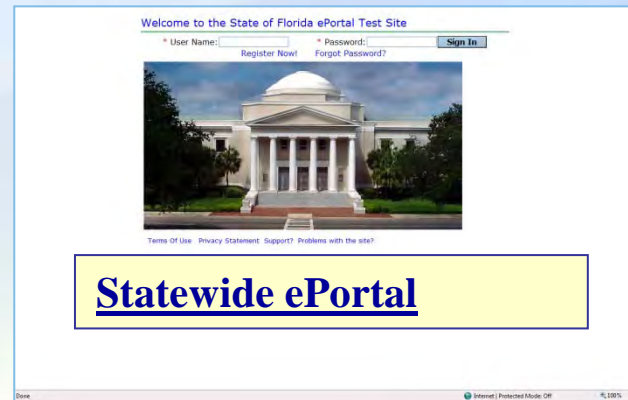 Welcome to the State of Florida ePortal Test Site
* User Name: * Password: Sign In
Register Now! Forgot Password?
Terms Of Use Privacy Statement Support? Problems with the site?
Statewide ePortal
Done Internet | Protected Mode: Off 100%